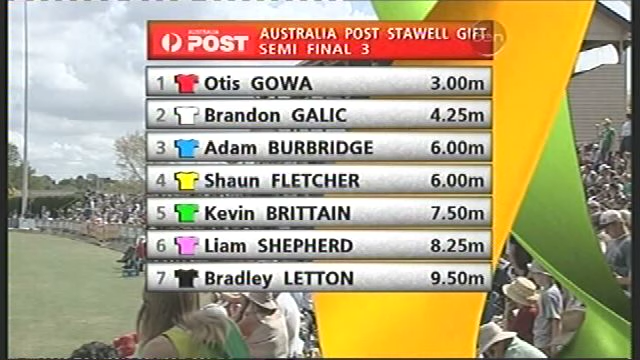 AUSTRALIA
POST
AUSTRALIA POST STAWELL GIFT
SEMI FINAL 3
1 Otis GOWA 3.00m
2 Brandon GALIC 4.25m
3 Adam BURBRIDGE 6.00m
4 Shaun FLETCHER 6.00m
5 Kevin BRITTAIN 7.50m
6 Liam SHEPHERD 8.25m
7 Bradley LETTON 9.50m